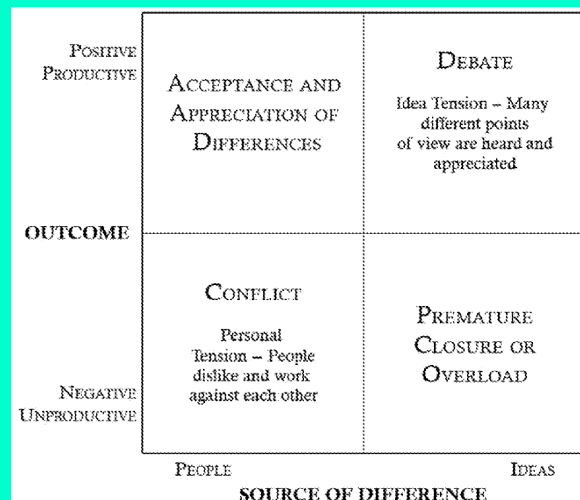 POSITIVE
PRODUCTIVE
ACCEPTANCE AND
APPRECIATION OF
DIFFERENCES
DEBATE
Idea Tension – Many
different points
of view are heard and
appreciated
OUTCOME
CONFLICT
Personal
Tension – People
dislike and work
against each other
PREMATURE
CLOSURE OR
OVERLOAD
NEGATIVE
UNPRODUCTIVE
PEOPLE
IDEAS
SOURCE OF DIFFERENCE